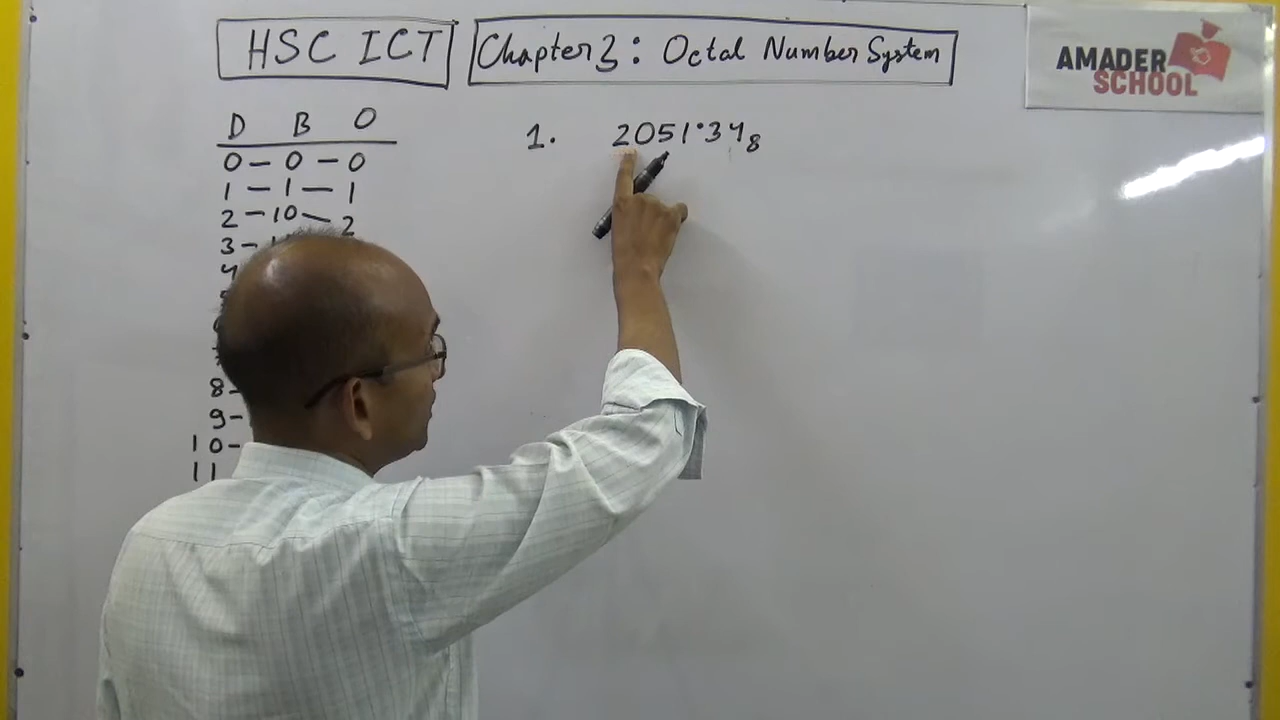 HSC ICT
Chapter 3: Octal Number System
AMADER
SCHOOL
D B O
0 – 0 – 0
1 – 1 – 1
2 – 10 – 2
3 –
8 –
9 –
10 –
11
1. 2051.34₈